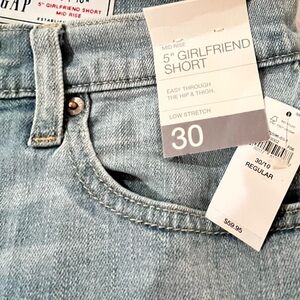 GAP
5" GIRLFRIEND SHORT
MID RISE
MID RISE
5" GIRLFRIEND
SHORT
EASY THROUGH
THE HIP & THIGH.
LOW STRETCH
30
30/10
REGULAR
$59.95